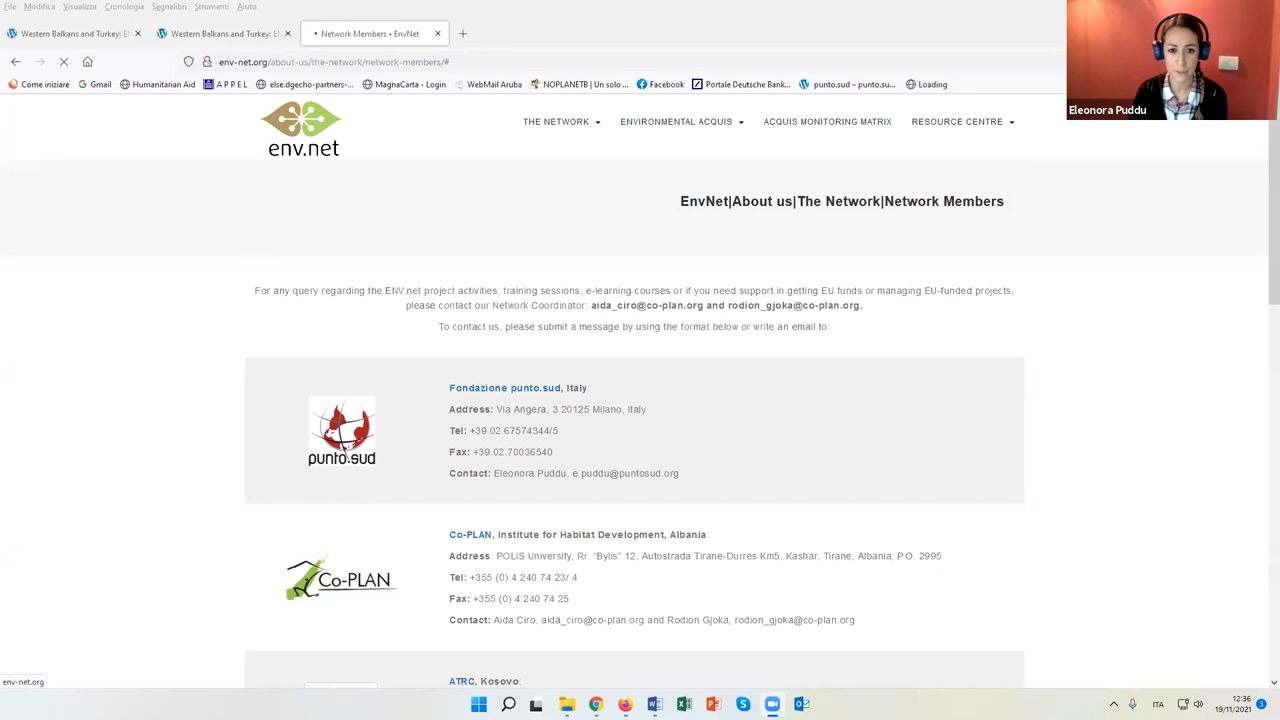 File Modifica Visualizza Cronologia Segnalibri Strumenti Aiuto
Western Balkans and Turkey: EN
Western Balkans and Turkey: EN
Network Members • EnvNet
env-net.org/about-us/the-network/network-members/#
Come iniziare Gmail Humanitarian Aid A P P E L else.dgecho-partners-... MagnaCarta - Login WebMail Aruba NOPLANETB | Un solo ... Facebook Portale Deutsche Bank... punto.sud – punto.su... Loading
Eleonora Puddu
env.net
THE NETWORK ENVIRONMENTAL ACQUIS ACQUIS MONITORING MATRIX RESOURCE CENTRE
EnvNet|About us|The Network|Network Members
For any query regarding the ENV.net project activities, training sessions, e-learning courses or if you need support in getting EU funds or managing EU-funded projects,
please contact our Network Coordinator: aida_ciro@co-plan.org and rodion_gjoka@co-plan.org.
To contact us, please submit a message by using the format below or write an email to:
punto.sud
Fondazione punto.sud, Italy:
Address: Via Angera, 3 20125 Milano, Italy
Tel: +39.02.67574344/5
Fax: +39.02.70036540
Contact: Eleonora Puddu, e.puddu@puntosud.org
Co-PLAN
Co-PLAN, Institute for Habitat Development, Albania:
Address: POLiS University, Rr. “Bylis” 12, Autostrada Tirane-Durres Km5, Kashar, Tirane, Albania; P.O. 2995
Tel: +355 (0) 4 240 74 23/ 4
Fax: +355 (0) 4 240 74 25
Contact: Aida Ciro, aida_ciro@co-plan.org and Rodion Gjoka, rodion_gjoka@co-plan.org
ATRC, Kosovo:
env-net.org
ITA
12:36
19/11/2021
3